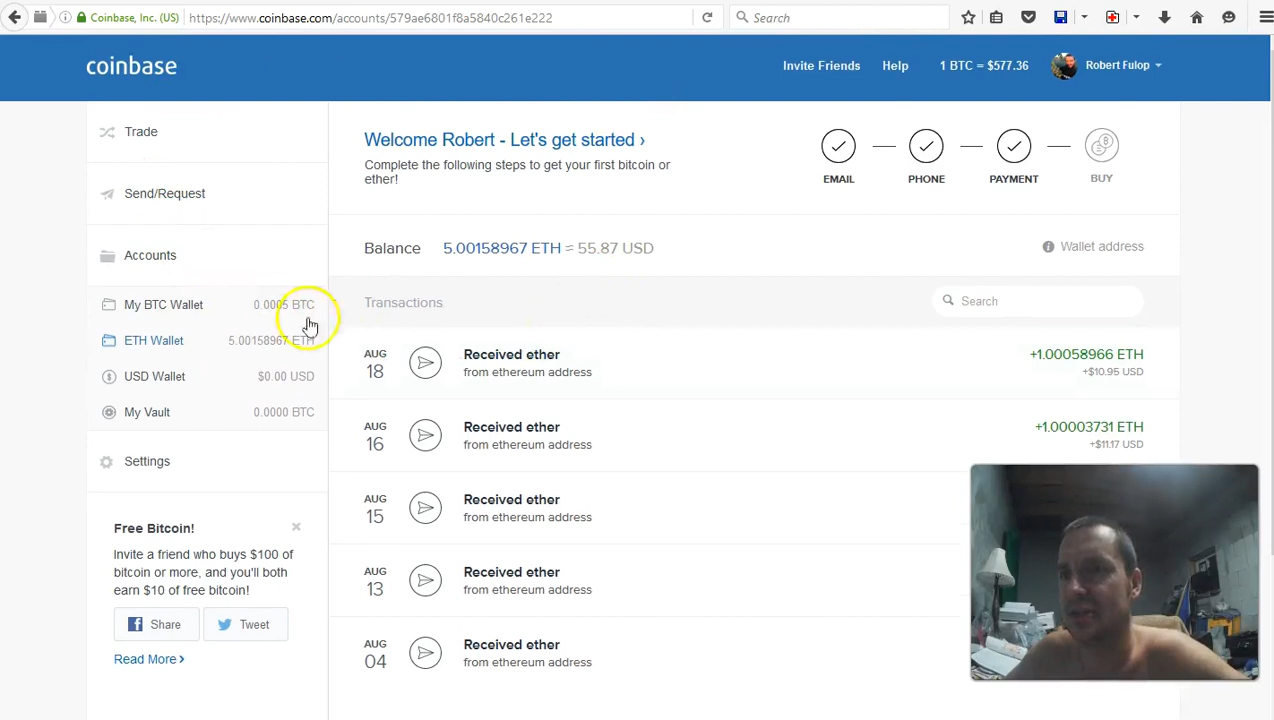 Coinbase, Inc. (US)
https://www.coinbase.com/accounts/579ae6801f8a5840c261e222
Search
coinbase
Invite Friends
Help
1 BTC = $577.36
Robert Fulop
Trade
Send/Request
Accounts
My BTC Wallet 0.0005 BTC
ETH Wallet 5.00158967 ETH
USD Wallet $0.00 USD
My Vault 0.0000 BTC
Settings
Free Bitcoin!
Invite a friend who buys $100 of
bitcoin or more, and you'll both
earn $10 of free bitcoin!
Share
Tweet
Read More ›
Welcome Robert - Let's get started ›
Complete the following steps to get your first bitcoin or
ether!
EMAIL
PHONE
PAYMENT
BUY
Balance 5.00158967 ETH = 55.87 USD
Wallet address
Transactions
Search
AUG
18
Received ether
from ethereum address
+1.00058966 ETH
+$10.95 USD
AUG
16
Received ether
from ethereum address
+1.00003731 ETH
+$11.17 USD
AUG
15
Received ether
from ethereum address
AUG
13
Received ether
from ethereum address
AUG
04
Received ether
from ethereum address